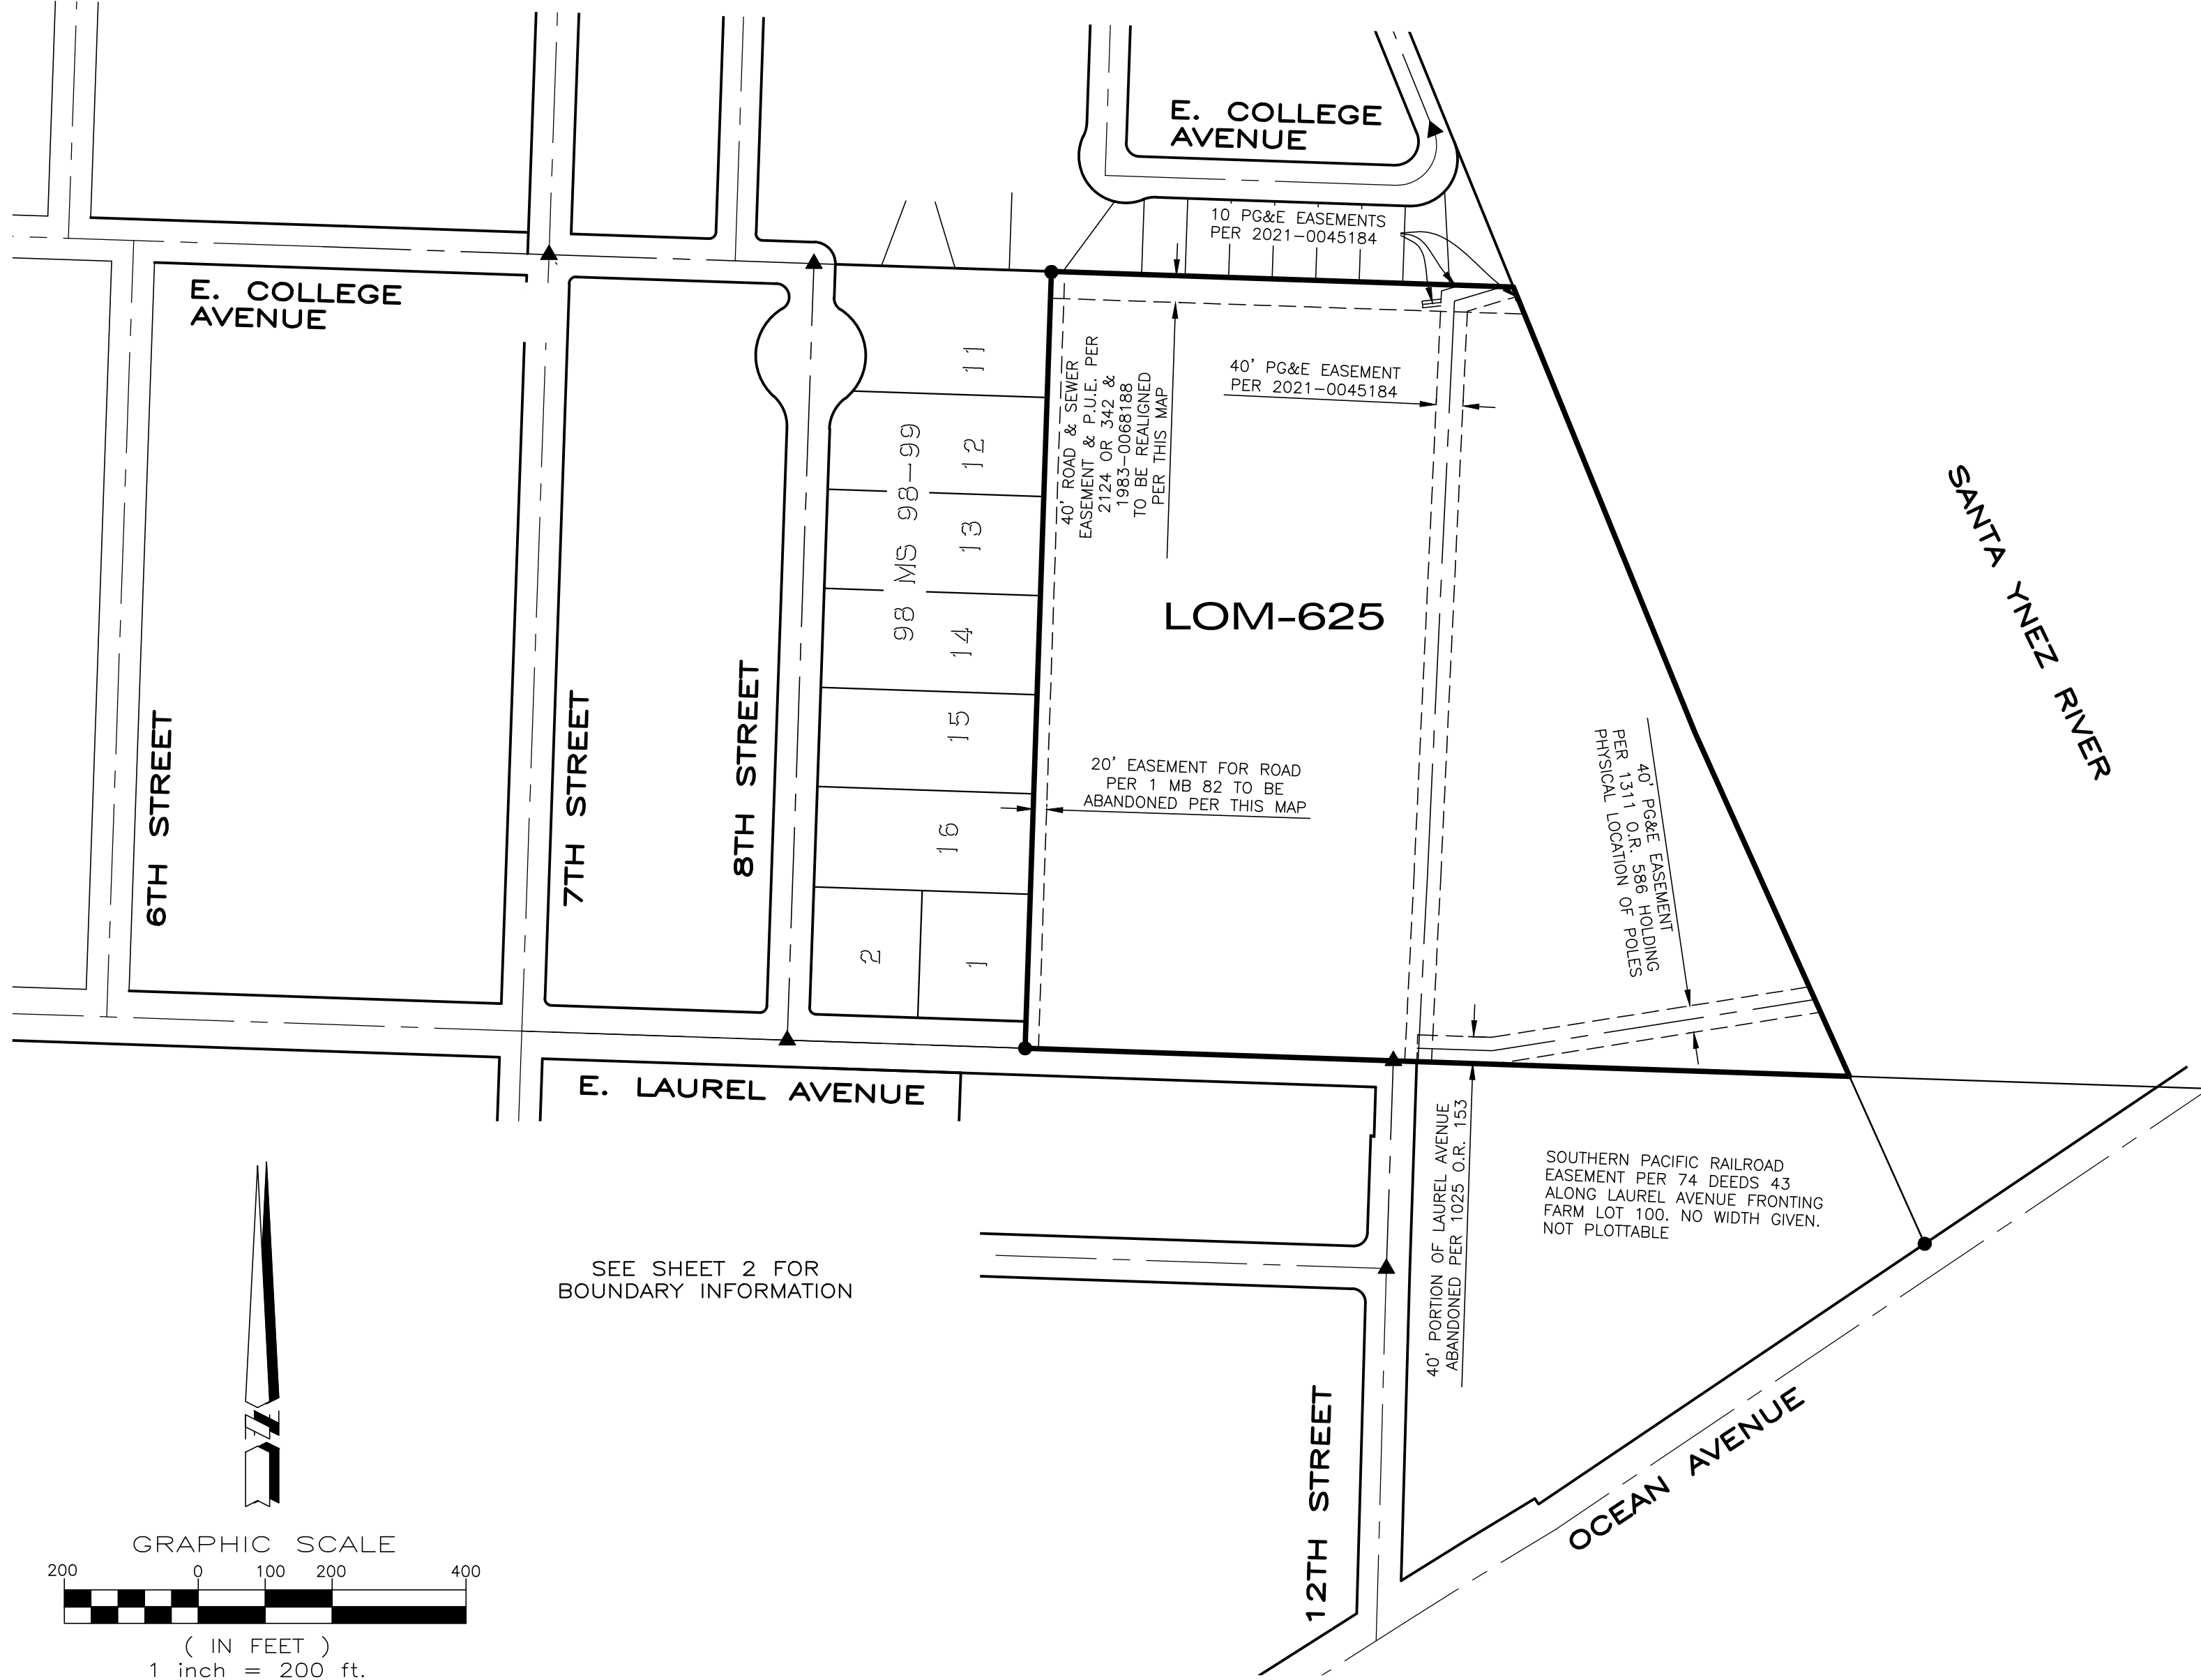 E. COLLEGE
AVENUE
10 PG&E EASEMENTS
PER 2021-0045184
E. COLLEGE
AVENUE
40' ROAD & SEWER
EASEMENT & P.U.E. PER
2124 OR 342 &
1983-0068188
TO BE REALIGNED
PER THIS MAP
40' PG&E EASEMENT
PER 2021-0045184
11
12
13
14
15
16
2
1
98 MS 98-99
LOM-625
SANTA YNEZ RIVER
6TH STREET
7TH STREET
8TH STREET
20' EASEMENT FOR ROAD
PER 1 MB 82 TO BE
ABANDONED PER THIS MAP
40' PG&E EASEMENT
PER 1311 O.R. 586 HOLDING
PHYSICAL LOCATION OF POLES
E. LAUREL AVENUE
40' PORTION OF LAUREL AVENUE
ABANDONED PER 1025 O.R. 153
SOUTHERN PACIFIC RAILROAD
EASEMENT PER 74 DEEDS 43
ALONG LAUREL AVENUE FRONTING
FARM LOT 100. NO WIDTH GIVEN.
NOT PLOTTABLE
SEE SHEET 2 FOR
BOUNDARY INFORMATION
12TH STREET
OCEAN AVENUE
N
GRAPHIC SCALE
200 0 100 200 400
( IN FEET )
1 inch = 200 ft.